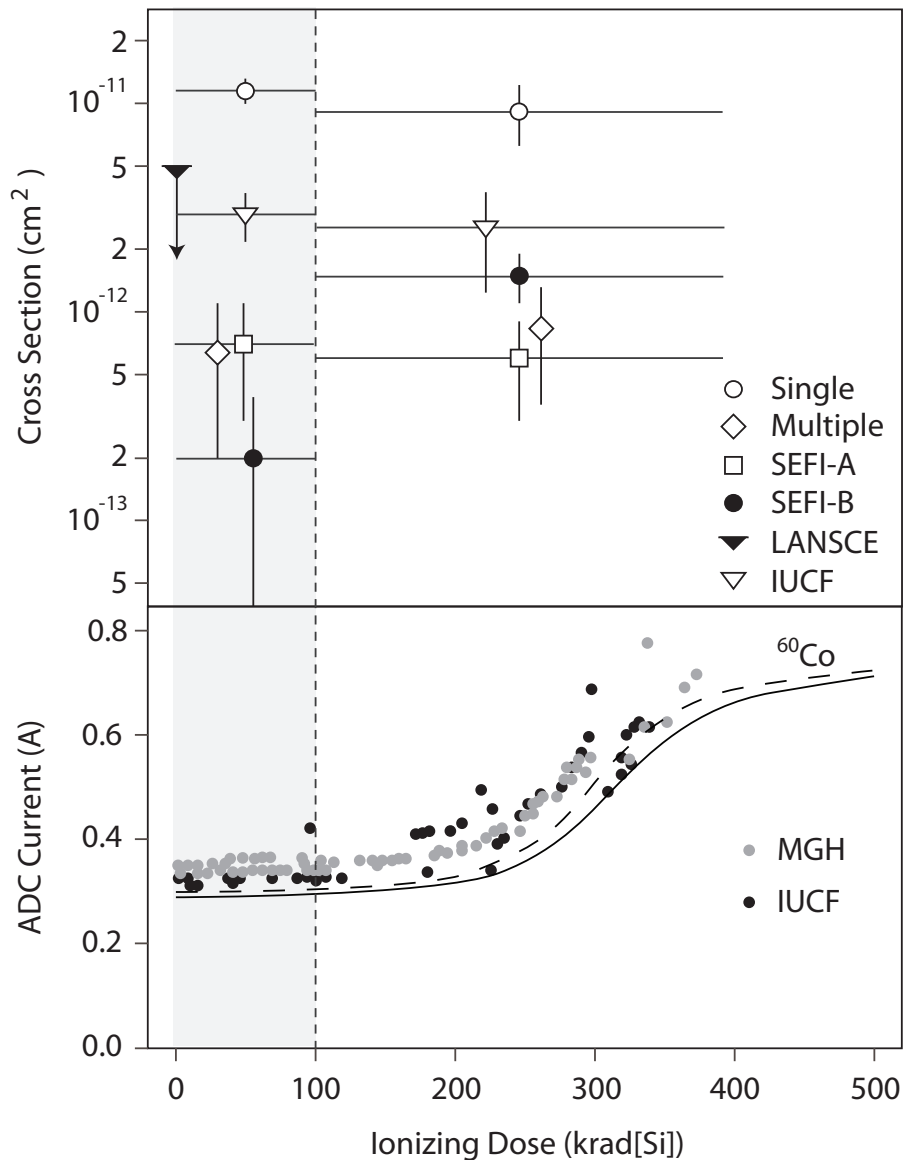 Cross Section (cm²)
2
10⁻¹¹
5
2
10⁻¹²
5
2
10⁻¹³
5
Single
Multiple
SEFI-A
SEFI-B
LANSCE
IUCF
ADC Current (A)
0.8
0.6
0.4
0.2
0.0
⁶⁰Co
MGH
IUCF
0 100 200 300 400 500
Ionizing Dose (krad[Si])